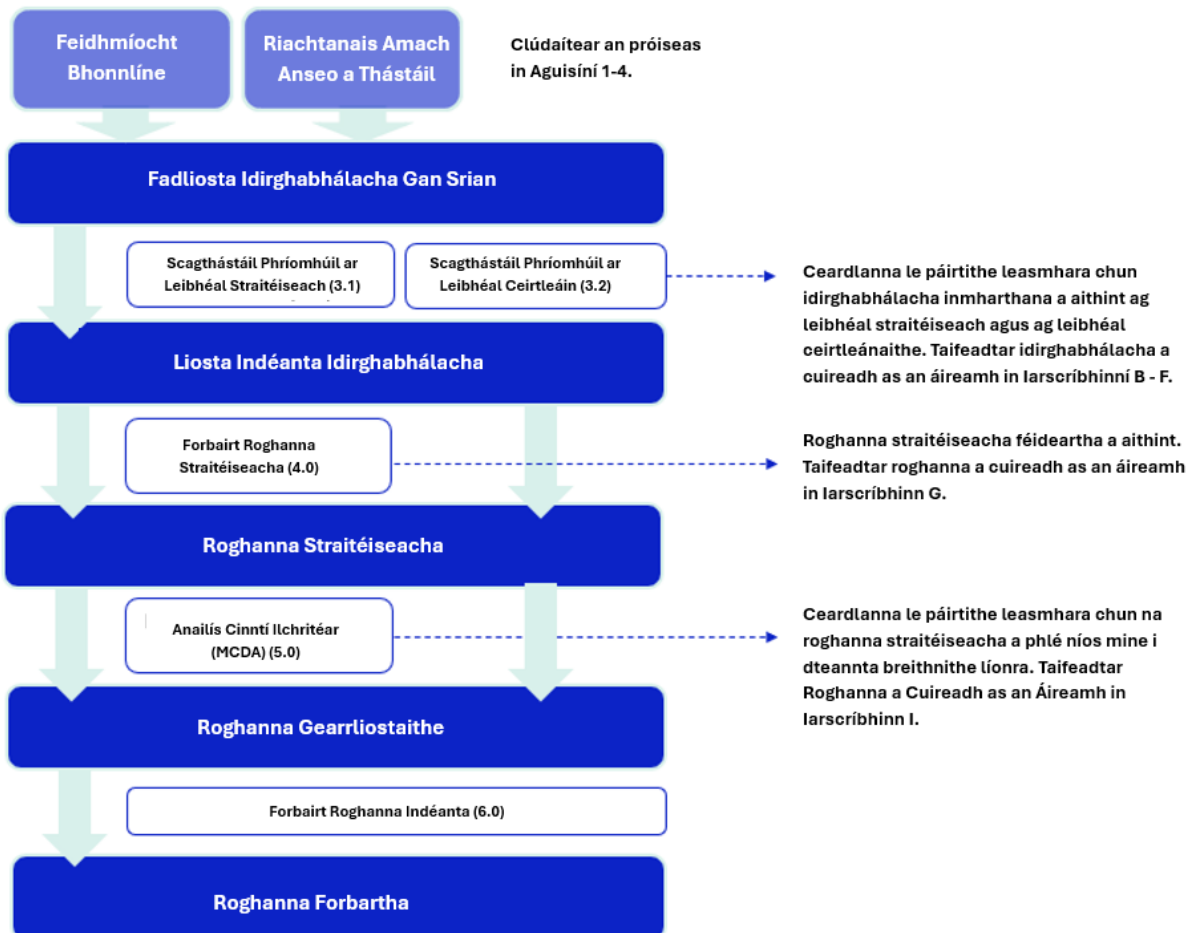 Feidhmíocht
Bhonnlíne
Riachtanais Amach
Anseo a Thástáil
Clúdaítear an próiseas
in Aguisíní 1-4.
Fadliosta Idirghabhálacha Gan Srian
Scagthástáil Phríomhúil ar
Leibhéal Straitéiseach (3.1)
Scagthástáil Phríomhúil ar
Leibhéal Ceirtleáin (3.2)
Ceardlanna le páirtithe leasmhara chun
idirghabhálacha inmharthana a aithint ag
leibhéal straitéiseach agus ag leibhéal
ceirtleánaithe. Taifeadtar idirghabhálacha a
cuireadh as an áireamh in Iarscríbhinní B - F.
Liosta Indéanta Idirghabhálacha
Forbairt Roghanna
Straitéiseacha (4.0)
Roghanna straitéiseacha féideartha a aithint.
Taifeadtar roghanna a cuireadh as an áireamh
in Iarscríbhinn G.
Roghanna Straitéiseacha
Anailís Cinntí Ilchritéar
(MCDA) (5.0)
Ceardlanna le páirtithe leasmhara chun na
roghanna straitéiseacha a phlé níos mine i
dteannta breithnithe líonra. Taifeadtar
Roghanna a Cuireadh as an Áireamh in
Iarscríbhinn I.
Roghanna Gearrliostaithe
Forbairt Roghanna Indéanta (6.0)
Roghanna Forbartha